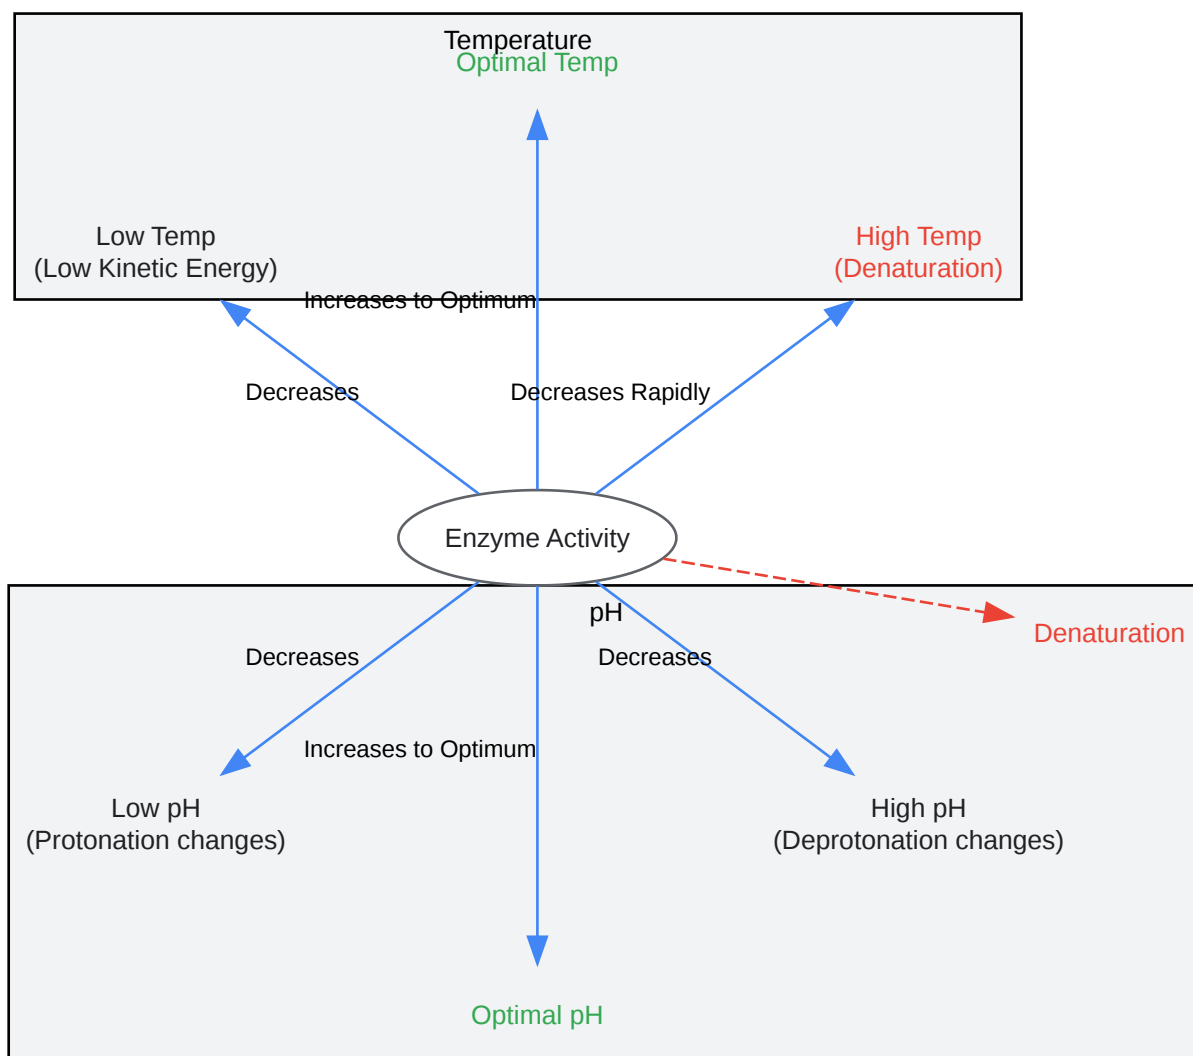 Temperature
Optimal Temp
Low Temp
(Low Kinetic Energy)
High Temp
(Denaturation)
Increases to Optimum
Decreases
Decreases Rapidly
Enzyme Activity
pH
Denaturation
Decreases
Decreases
Increases to Optimum
Low pH
(Protonation changes)
High pH
(Deprotonation changes)
Optimal pH